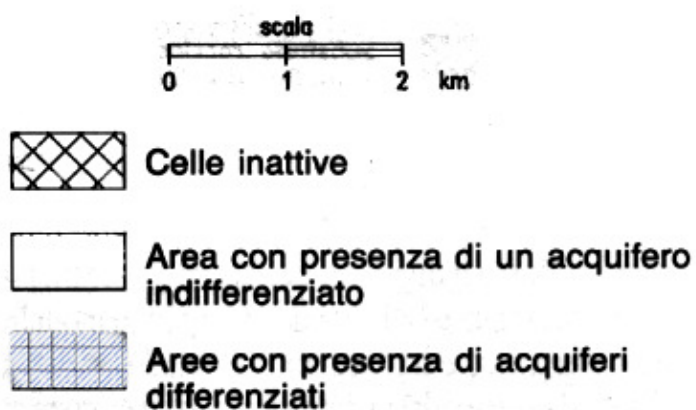 scala
0 1 2 km
Celle inattive
Area con presenza di un acquifero
indifferenziato
Aree con presenza di acquiferi
differenziati